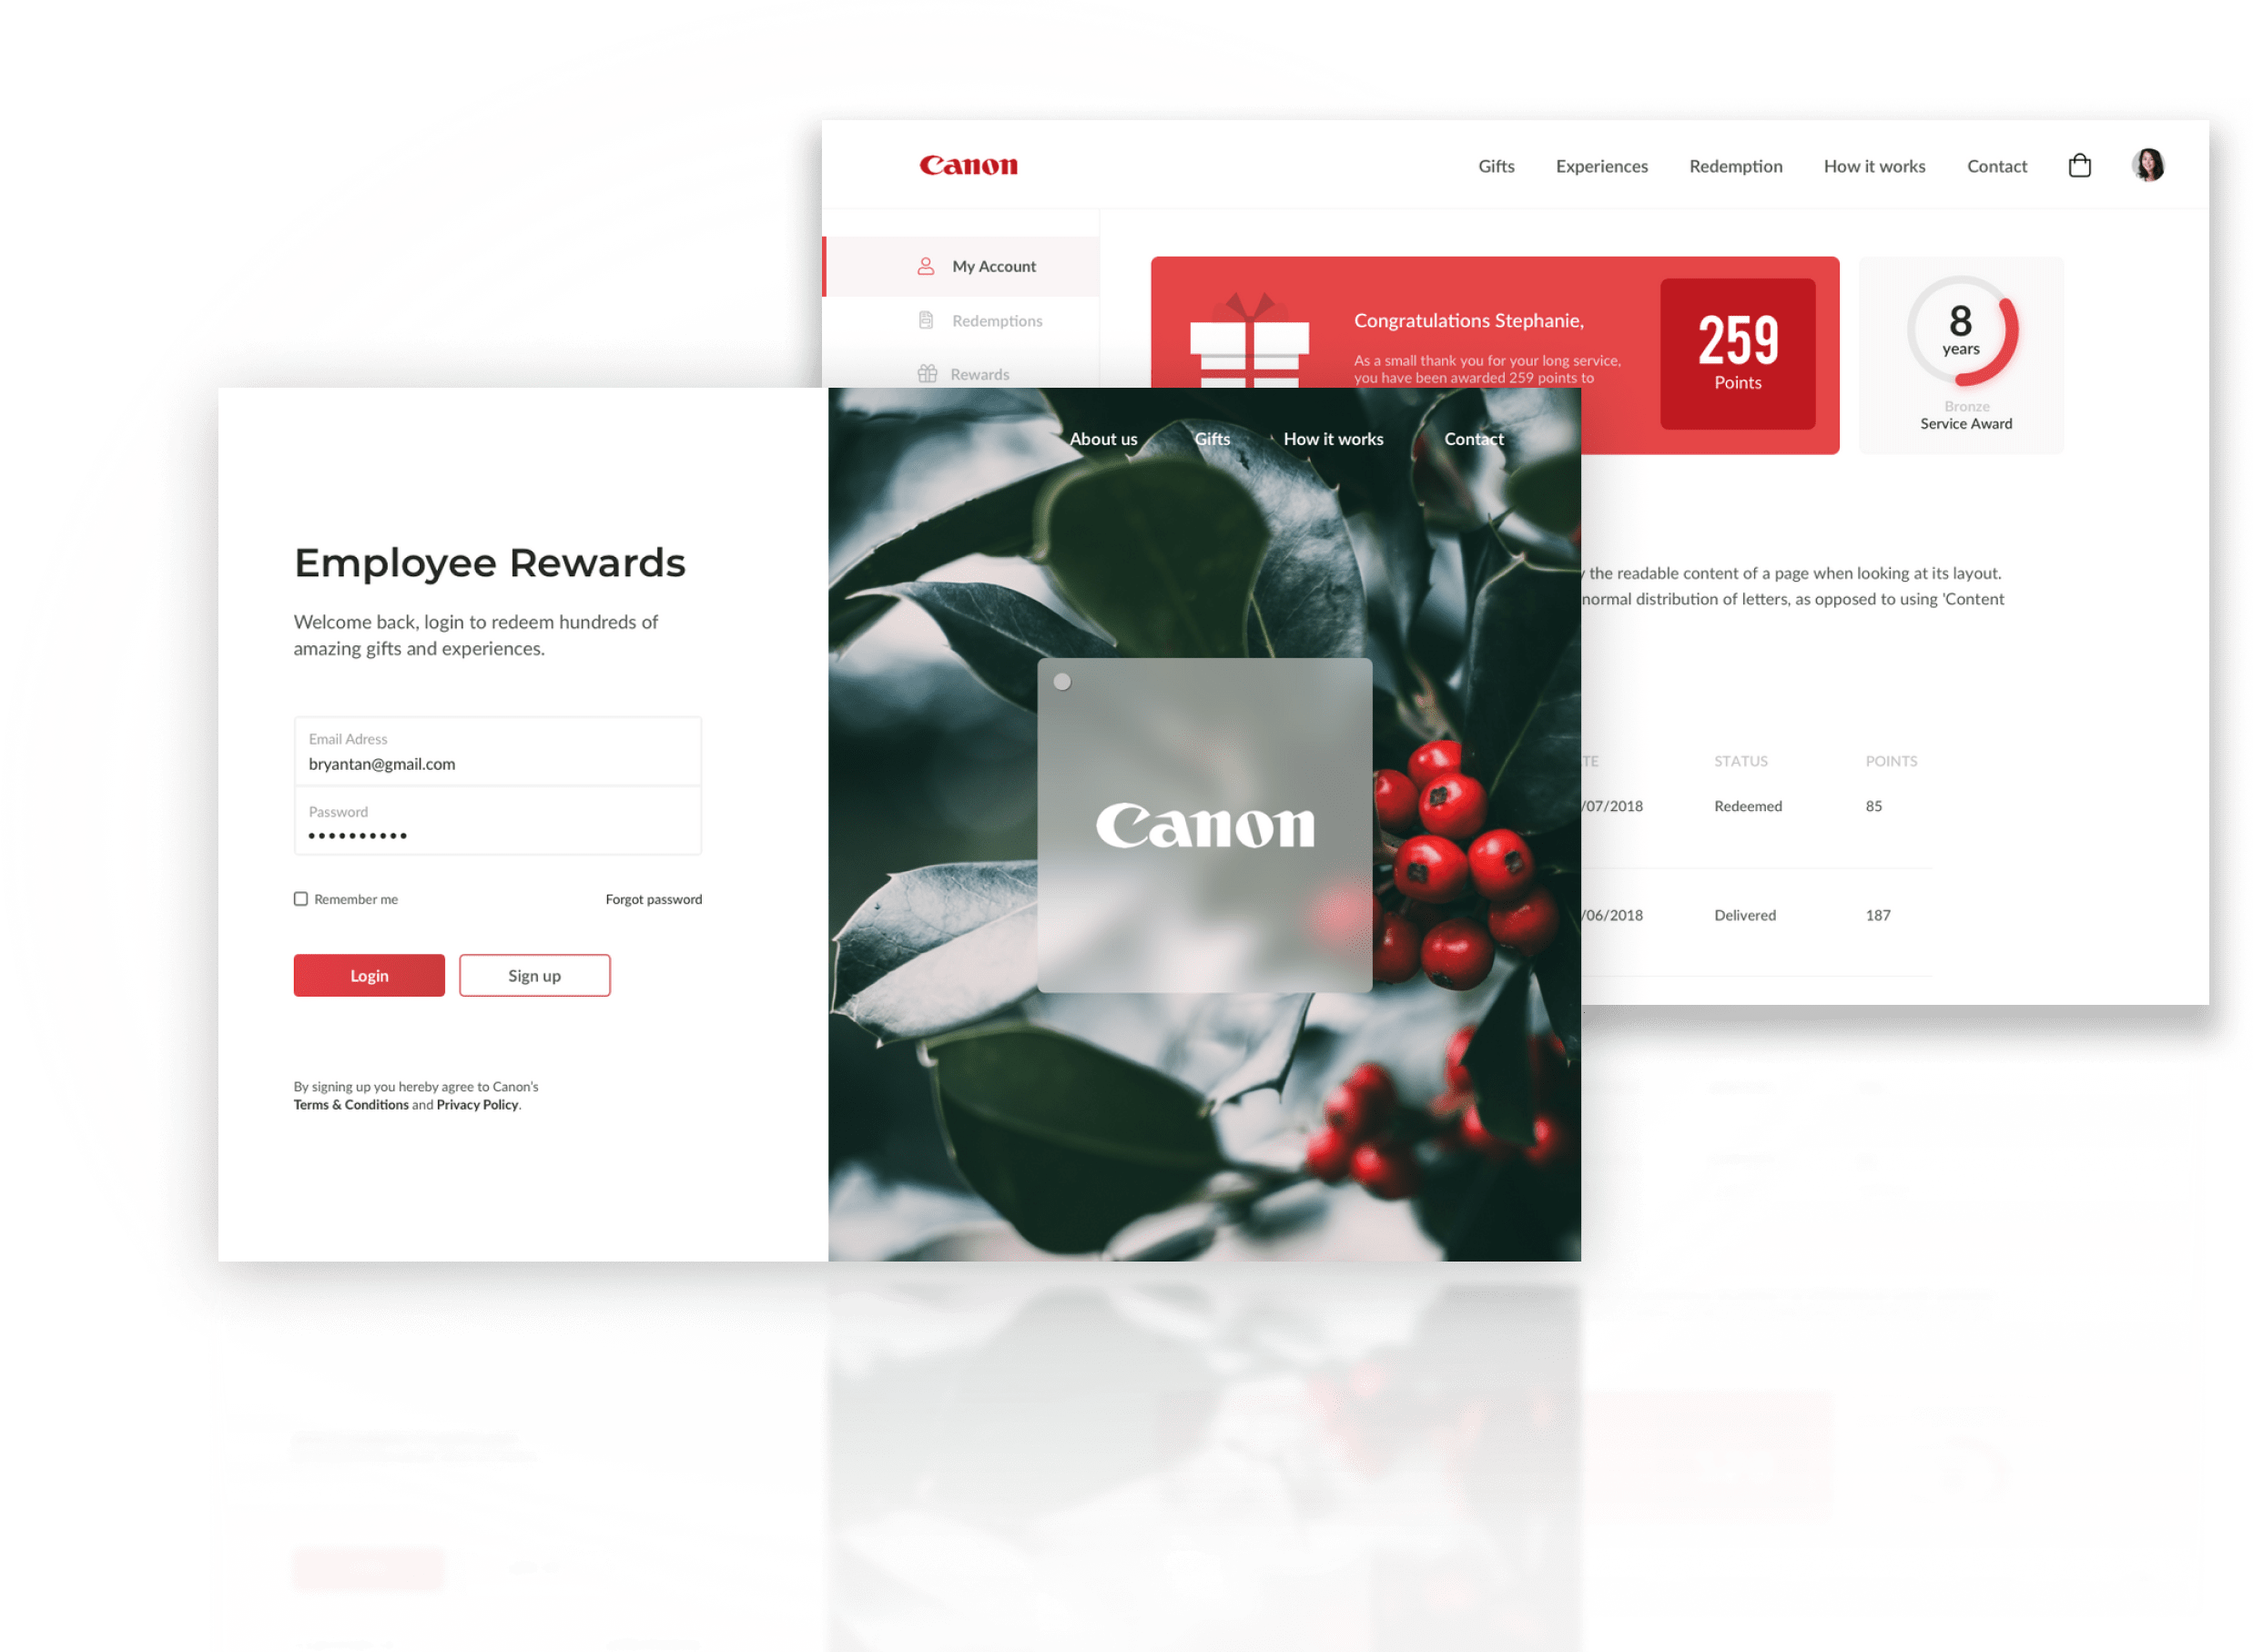 Canon
Gifts Experiences Redemption How it works Contact
My Account
Redemptions
Rewards
Congratulations Stephanie,
As a small thank you for your long service,
you have been awarded 259 points to
259
Points
8
years
Bronze
Service Award
the readable content of a page when looking at its layout.
normal distribution of letters, as opposed to using 'Content
TE STATUS POINTS
/07/2018 Redeemed 85
/06/2018 Delivered 187
About us Gifts How it works Contact
Employee Rewards
Welcome back, login to redeem hundreds of
amazing gifts and experiences.
Email Adress
bryantan@gmail.com
Password
••••••••••
Remember me Forgot password
Login Sign up
By signing up you hereby agree to Canon's
Terms & Conditions and Privacy Policy.
Canon